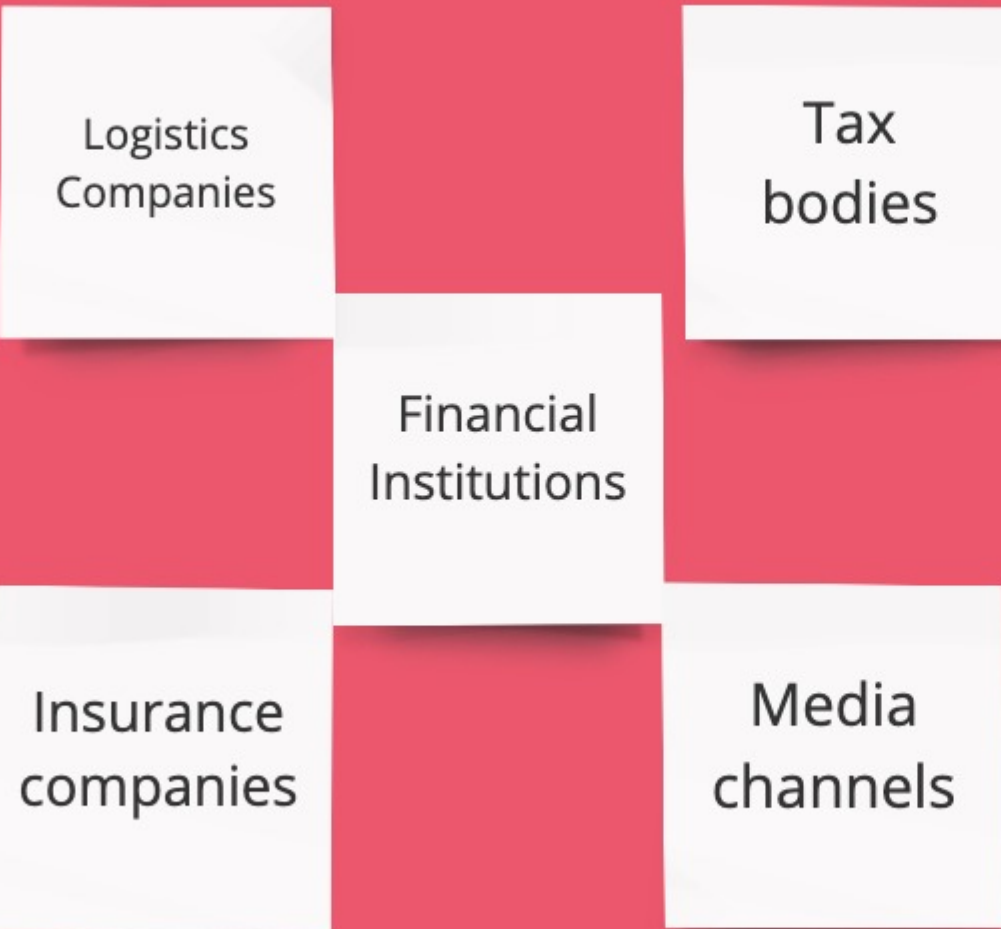 Logistics
Companies
Tax
bodies
Financial
Institutions
Insurance
companies
Media
channels